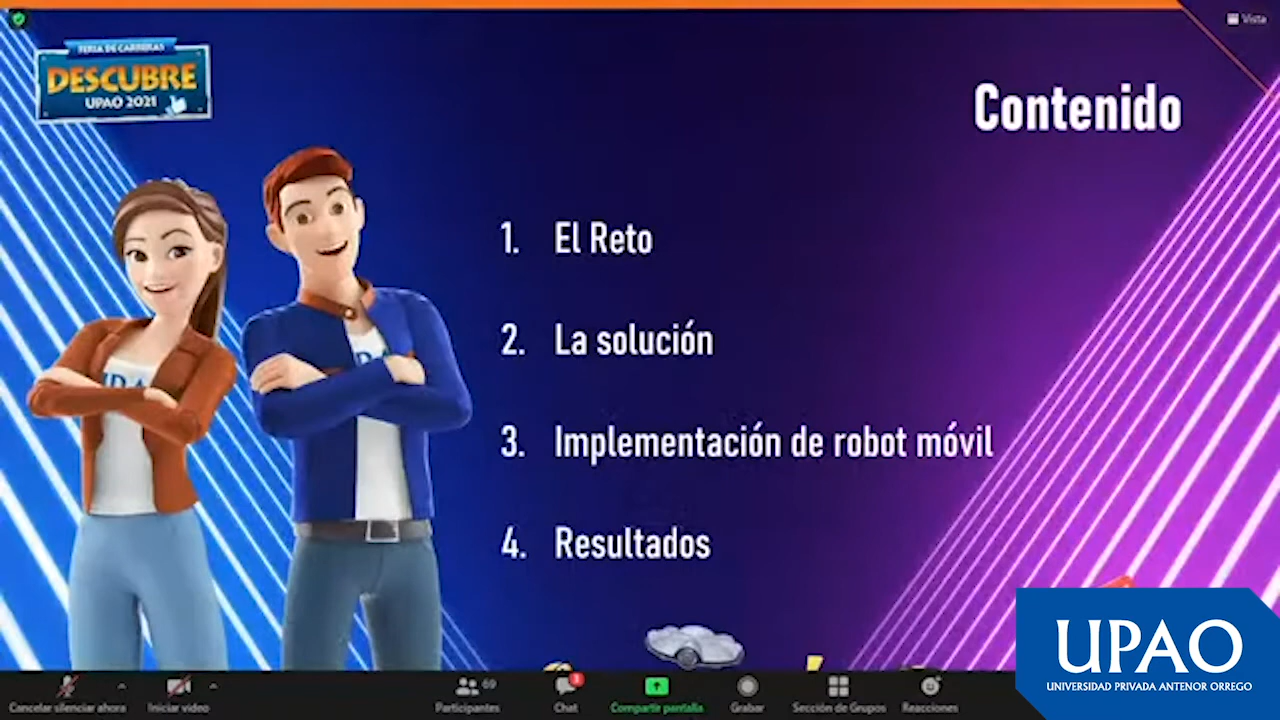 Vista
FERIA DE CARRERAS
DESCUBRE
UPAO 2021
Contenido
1. El Reto
2. La solución
3. Implementación de robot móvil
4. Resultados
UPAO
UNIVERSIDAD PRIVADA ANTENOR ORREGO
69
3
Cancelar silenciar ahora
Iniciar video
Participantes
Chat
Compartir pantalla
Grabar
Sección de Grupos
Reacciones